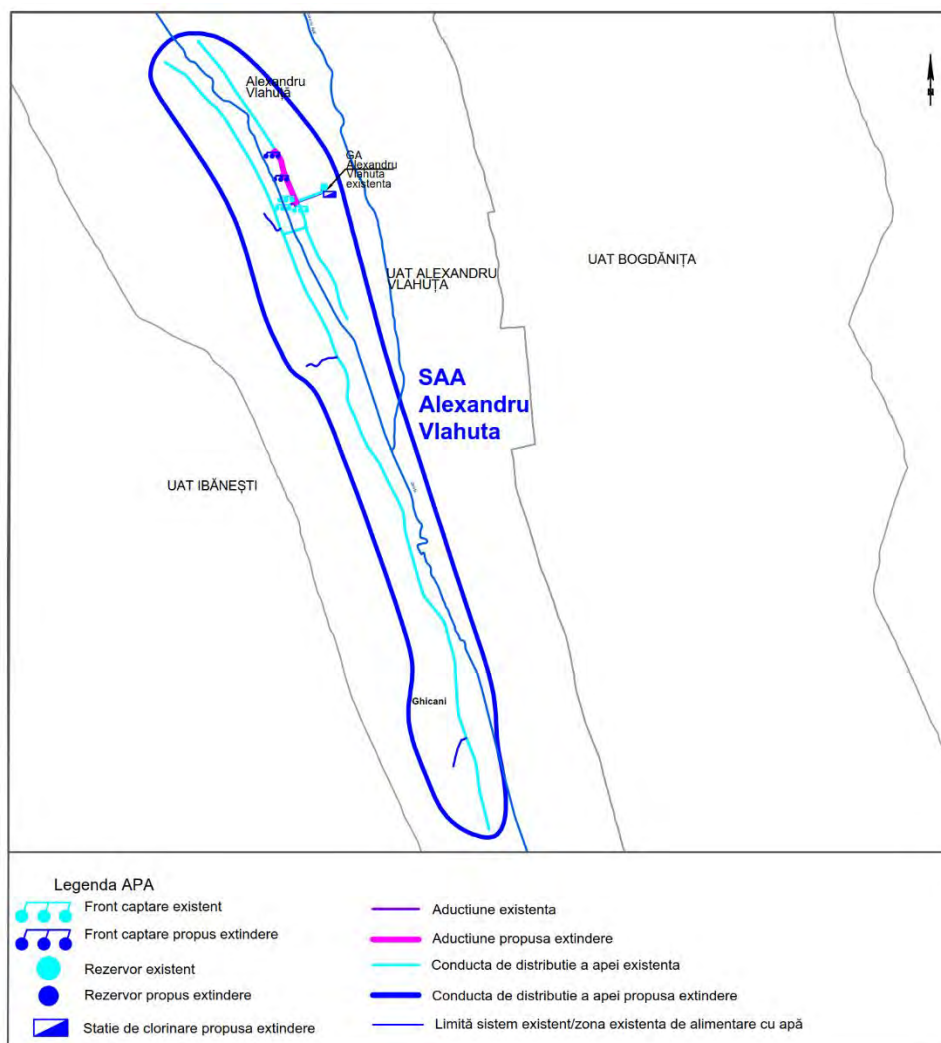 Alexandru
Vlahuță
GA
Alexandru
Vlahuta
existenta
UAT ALEXANDRU
VLAHUȚA
UAT BOGDĂNIȚA
SAA
Alexandru
Vlahuta
UAT IBĂNEȘTI
Ghicani
Legenda APA
Front captare existent
Front captare propus extindere
Rezervor existent
Rezervor propus extindere
Statie de clorinare propusa extindere
Aductiune existenta
Aductiune propusa extindere
Conducta de distributie a apei existenta
Conducta de distributie a apei propusa extindere
Limită sistem existent/zona existenta de alimentare cu apă